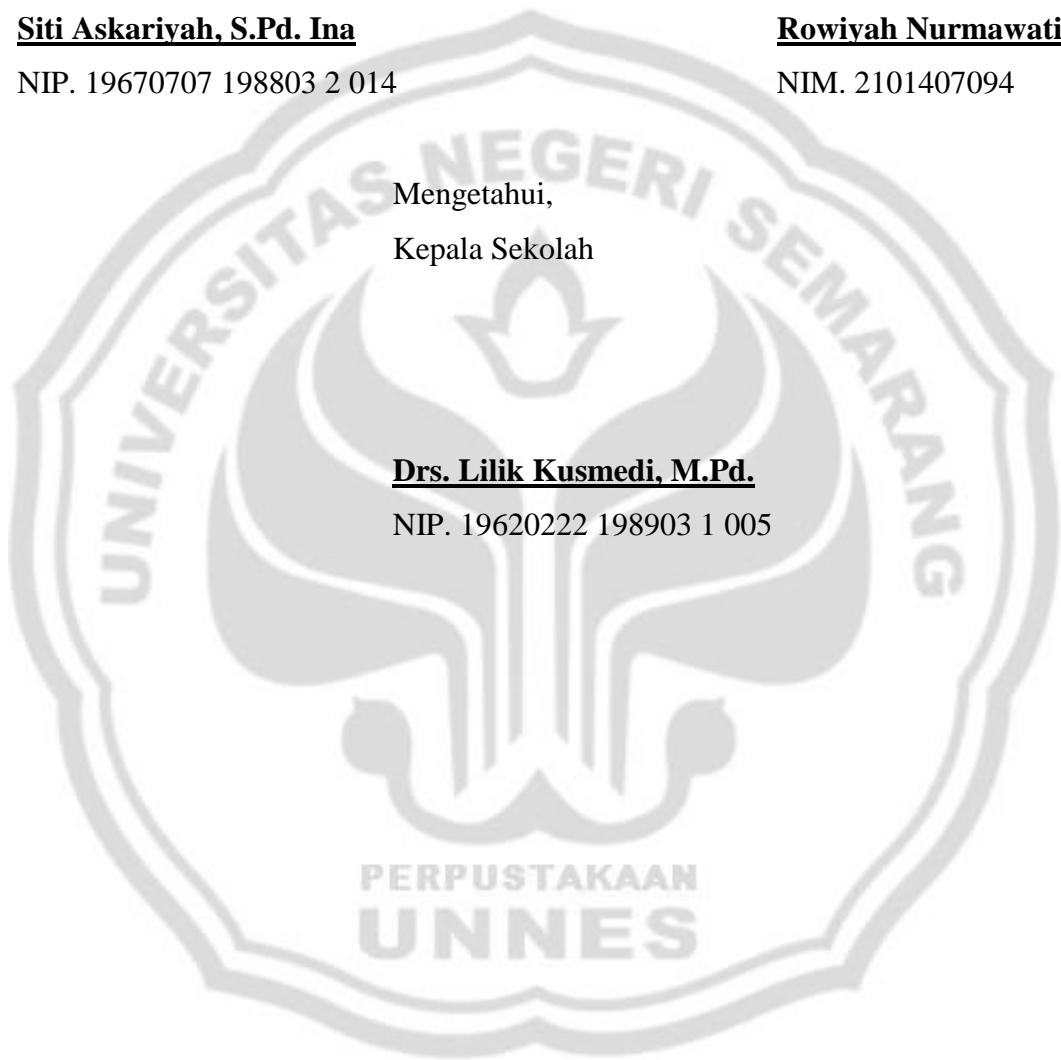 Siti Askariyah, S.Pd. Ina
Rowiyah Nurmawati
NIP. 19670707 198803 2 014
NIM. 2101407094
Mengetahui,
Kepala Sekolah
Drs. Lilik Kusmedi, M.Pd.
NIP. 19620222 198903 1 005
UNIVERSITAS NEGERI SEMARANG
PERPUSTAKAAN
UNNES